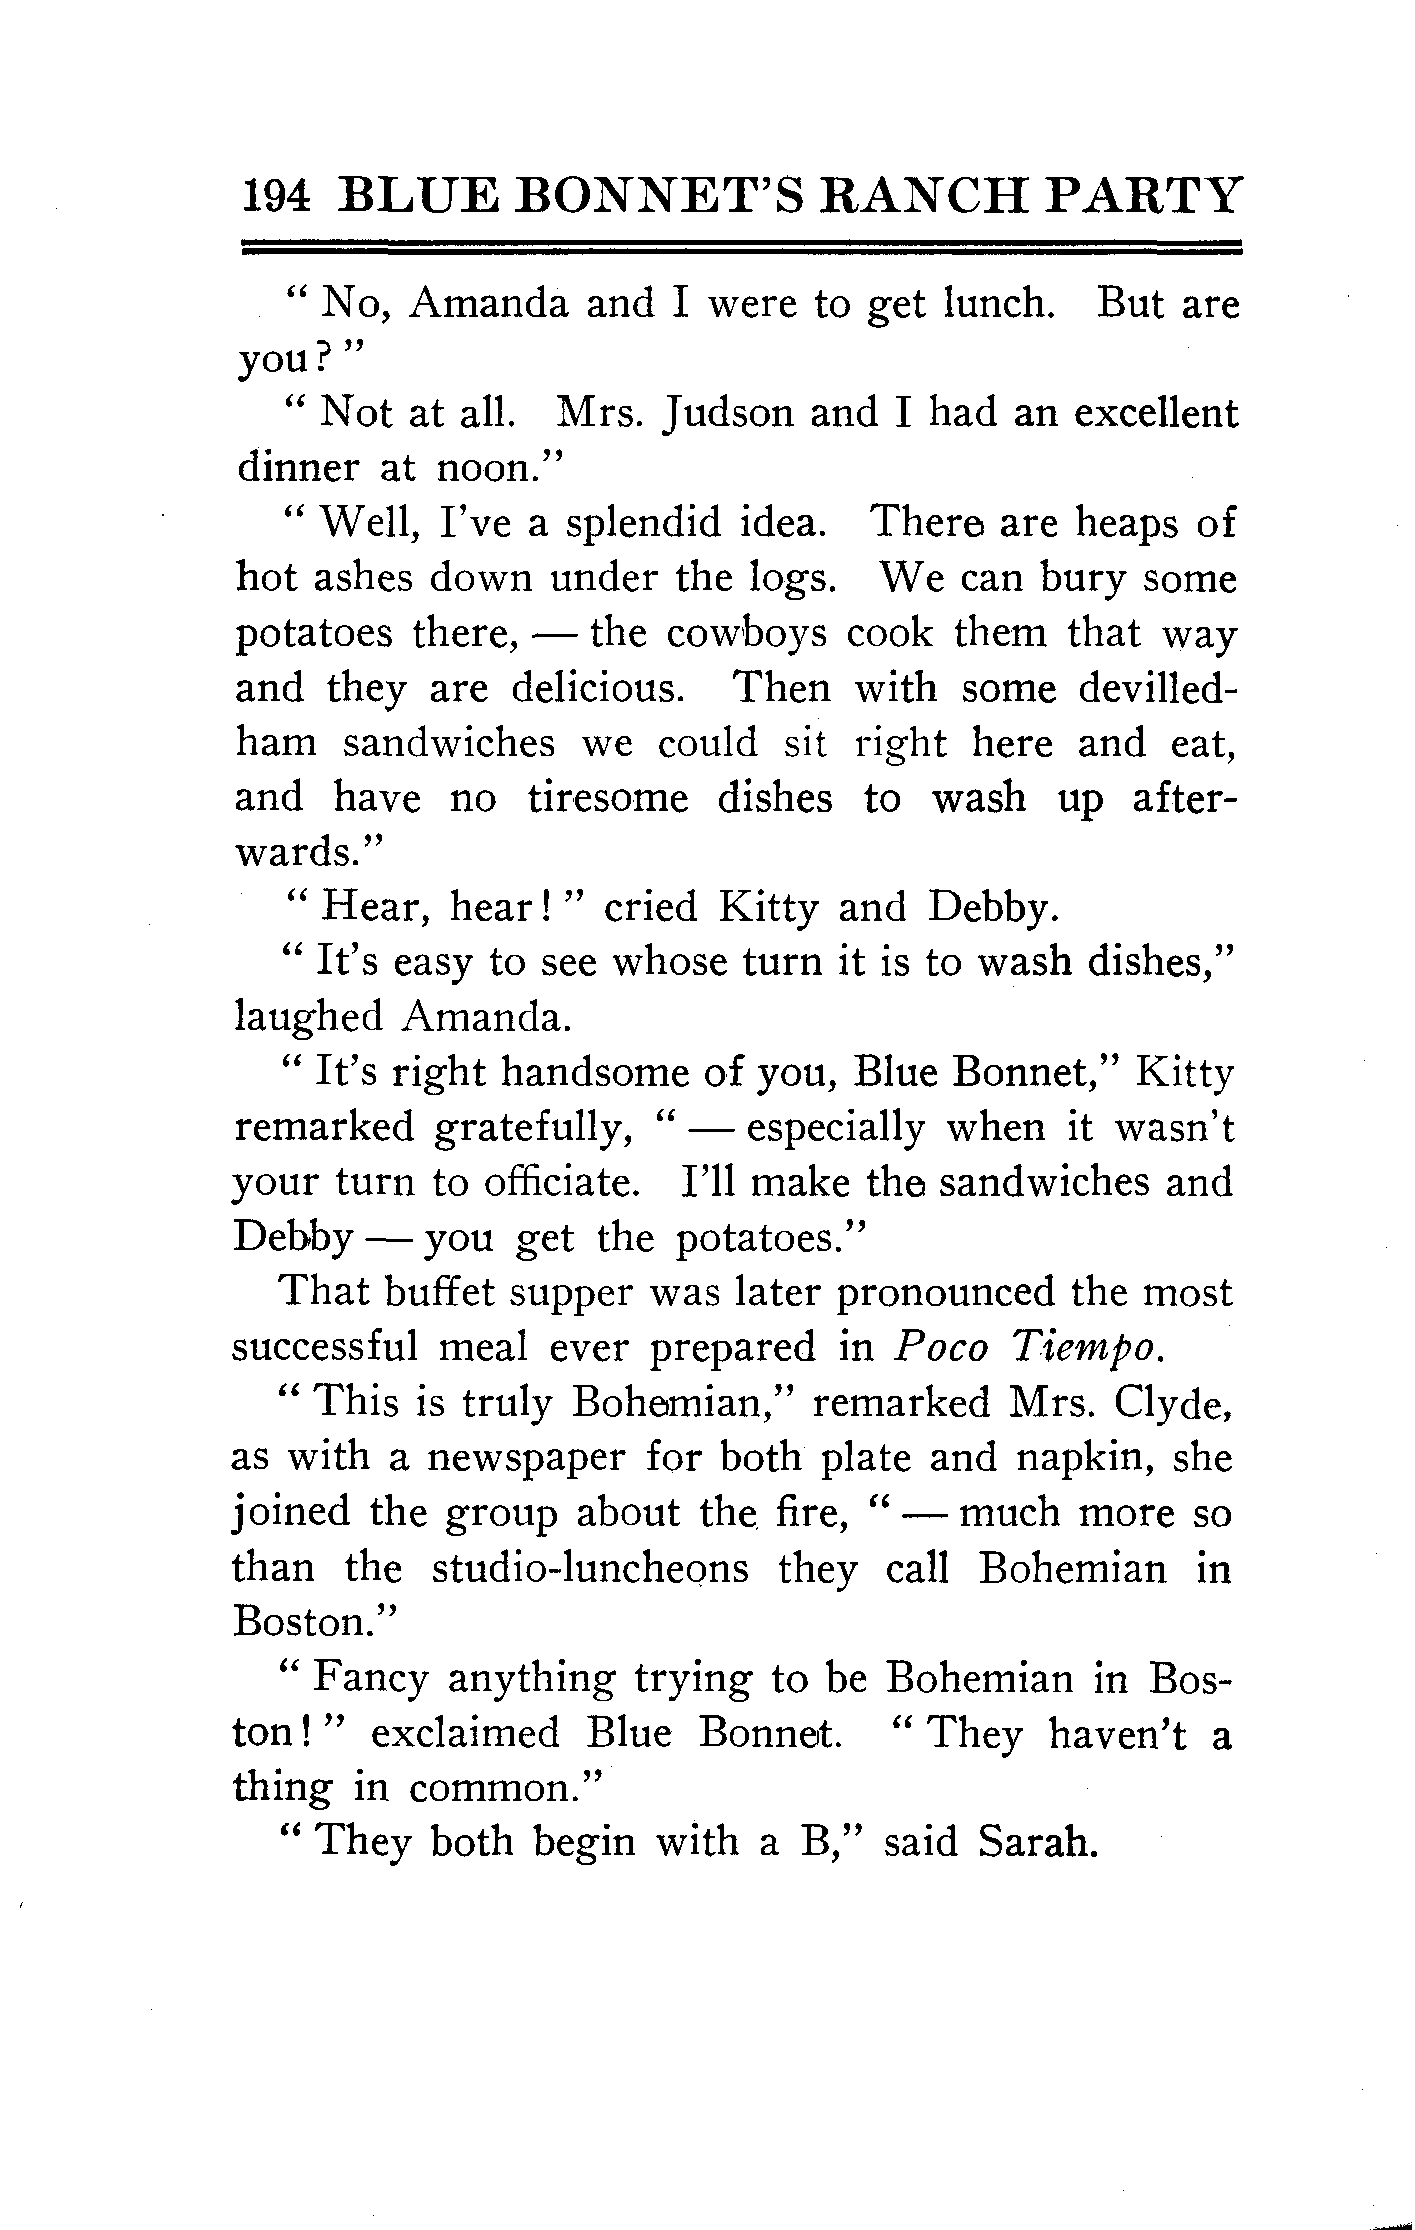 194 BLUE BONNET'S RANCH PARTY
" No, Amanda and I were to get lunch. But are
you ? "
" Not at all. Mrs. Judson and I had an excellent
dinner at noon."
" Well, I've a splendid idea. There are heaps of
hot ashes down under the logs. We can bury some
potatoes there, — the cowboys cook them that way
and they are delicious. Then with some devilled-
ham sandwiches we could sit right here and eat,
and have no tiresome dishes to wash up after-
wards."
" Hear, hear ! " cried Kitty and Debby.
" It's easy to see whose turn it is to wash dishes,"
laughed Amanda.
" It's right handsome of you, Blue Bonnet," Kitty
remarked gratefully, " — especially when it wasn't
your turn to officiate. I'll make the sandwiches and
Debby — you get the potatoes."
That buffet supper was later pronounced the most
successful meal ever prepared in Poco Tiempo.
" This is truly Bohemian," remarked Mrs. Clyde,
as with a newspaper for both plate and napkin, she
joined the group about the fire, " — much more so
than the studio-luncheons they call Bohemian in
Boston."
" Fancy anything trying to be Bohemian in Bos-
ton ! " exclaimed Blue Bonnet. " They haven't a
thing in common."
" They both begin with a B," said Sarah.